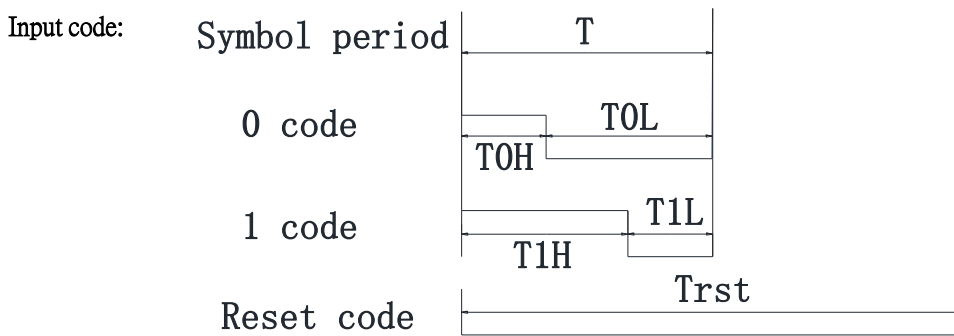 Input code:
Symbol period
T
0 code
T0H
T0L
1 code
T1H
T1L
Reset code
Trst